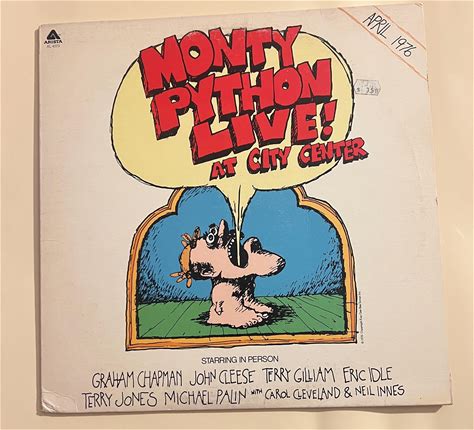 ARISTA
APRIL 1976
MONTY
PYTHON
LIVE!
AT CITY CENTER
STARRING IN PERSON
GRAHAM CHAPMAN JOHN CLEESE TERRY GILLIAM ERIC IDLE
TERRY JONES MICHAEL PALIN WITH CAROL CLEVELAND & NEIL INNES